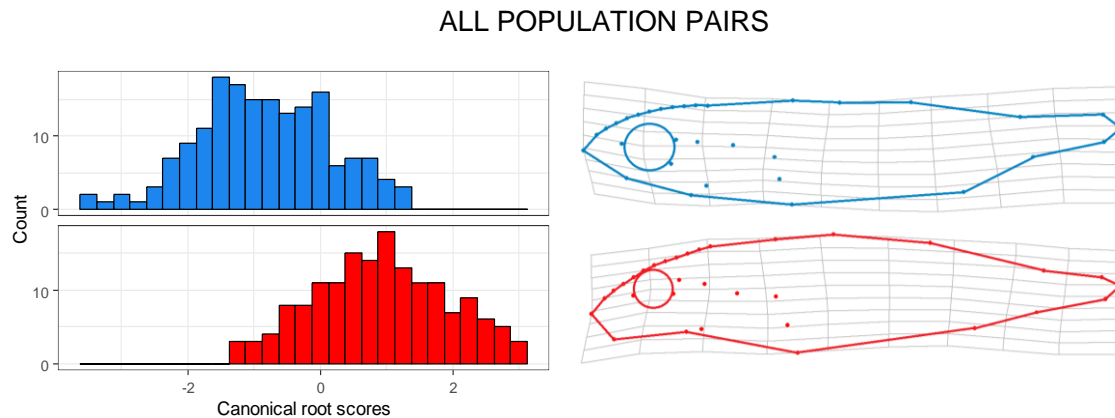 ALL POPULATION PAIRS
Count
10
0
10
0
-2 0 2
Canonical root scores